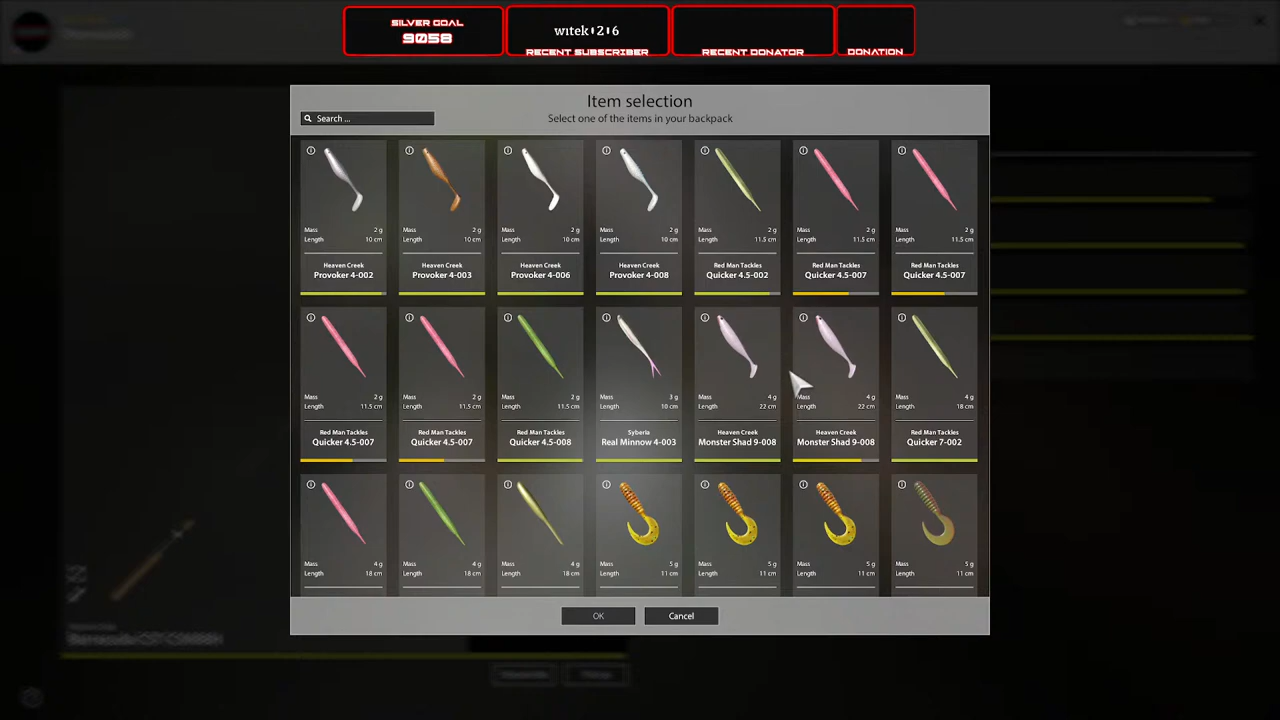 SILVER GOAL
9058
witek626
RECENT SUBSCRIBER
RECENT DONATOR
DONATION
Item selection
Select one of the items in your backpack
Search ...
Mass 2 g
Length 10 cm
Heaven Creek
Provoker 4-002
Mass 2 g
Length 10 cm
Heaven Creek
Provoker 4-003
Mass 2 g
Length 10 cm
Heaven Creek
Provoker 4-006
Mass 2 g
Length 10 cm
Heaven Creek
Provoker 4-008
Mass 2 g
Length 11.5 cm
Red Man Tackles
Quicker 4.5-002
Mass 2 g
Length 11.5 cm
Red Man Tackles
Quicker 4.5-007
Mass 2 g
Length 11.5 cm
Red Man Tackles
Quicker 4.5-007
Mass 2 g
Length 11.5 cm
Red Man Tackles
Quicker 4.5-007
Mass 2 g
Length 11.5 cm
Red Man Tackles
Quicker 4.5-007
Mass 2 g
Length 11.5 cm
Red Man Tackles
Quicker 4.5-008
Mass 3 g
Length 10 cm
Syberia
Real Minnow 4-003
Mass 4 g
Length 22 cm
Heaven Creek
Monster Shad 9-008
Mass 4 g
Length 22 cm
Heaven Creek
Monster Shad 9-008
Mass 4 g
Length 18 cm
Red Man Tackles
Quicker 7-002
Mass 4 g
Length 18 cm
Mass 4 g
Length 18 cm
Mass 4 g
Length 18 cm
Mass 5 g
Length 11 cm
Mass 5 g
Length 11 cm
Mass 5 g
Length 11 cm
Mass 5 g
Length 11 cm
OK
Cancel